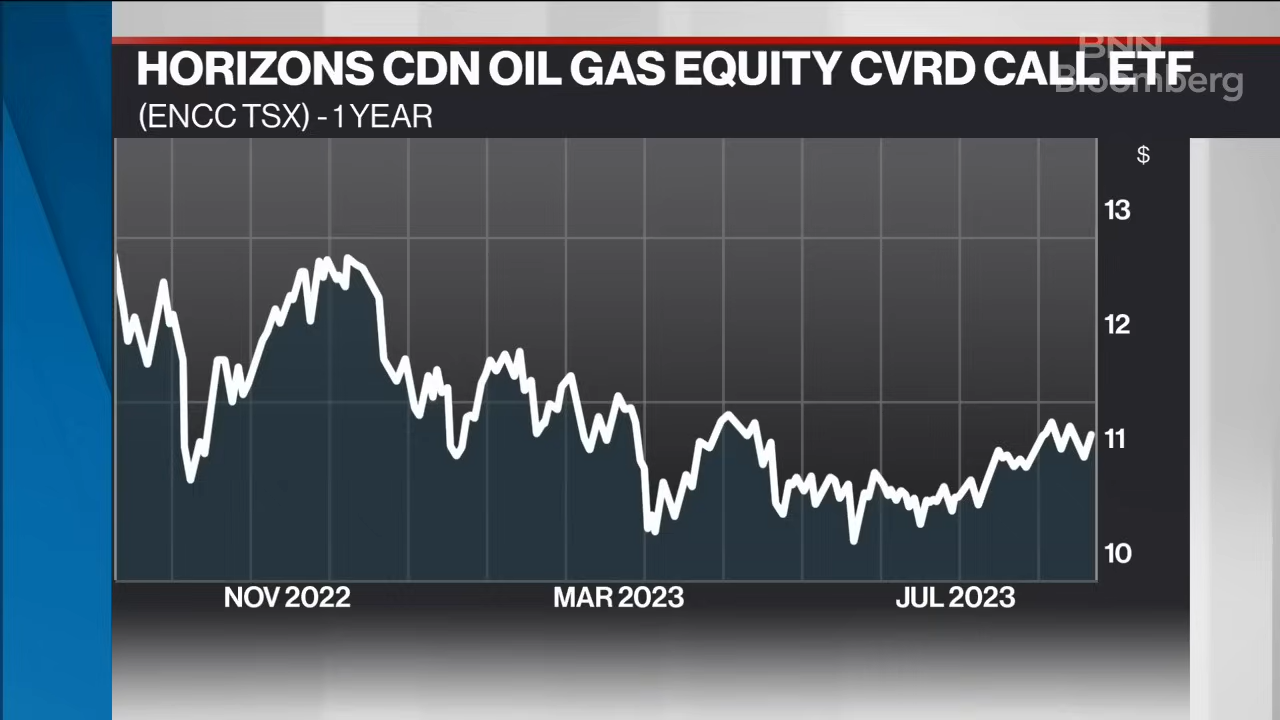 BNN
Bloomberg
HORIZONS CDN OIL GAS EQUITY CVRD CALL ETF
(ENCC TSX) - 1 YEAR
$
13
12
11
10
NOV 2022 MAR 2023 JUL 2023